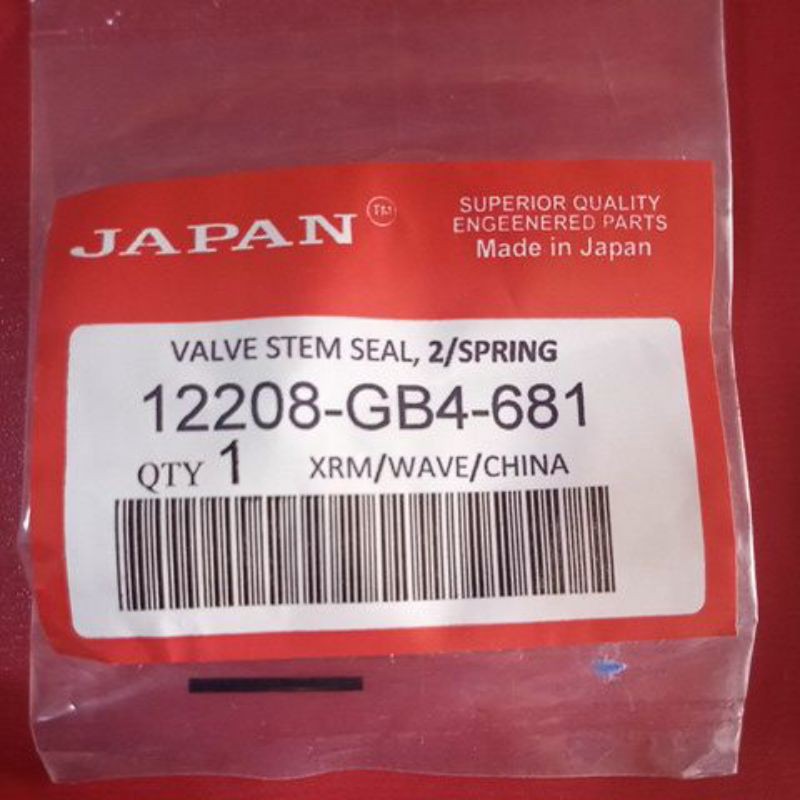 JAPAN TM
SUPERIOR QUALITY
ENGEENERED PARTS
Made in Japan
VALVE STEM SEAL, 2/SPRING
12208-GB4-681
QTY 1 XRM/WAVE/CHINA